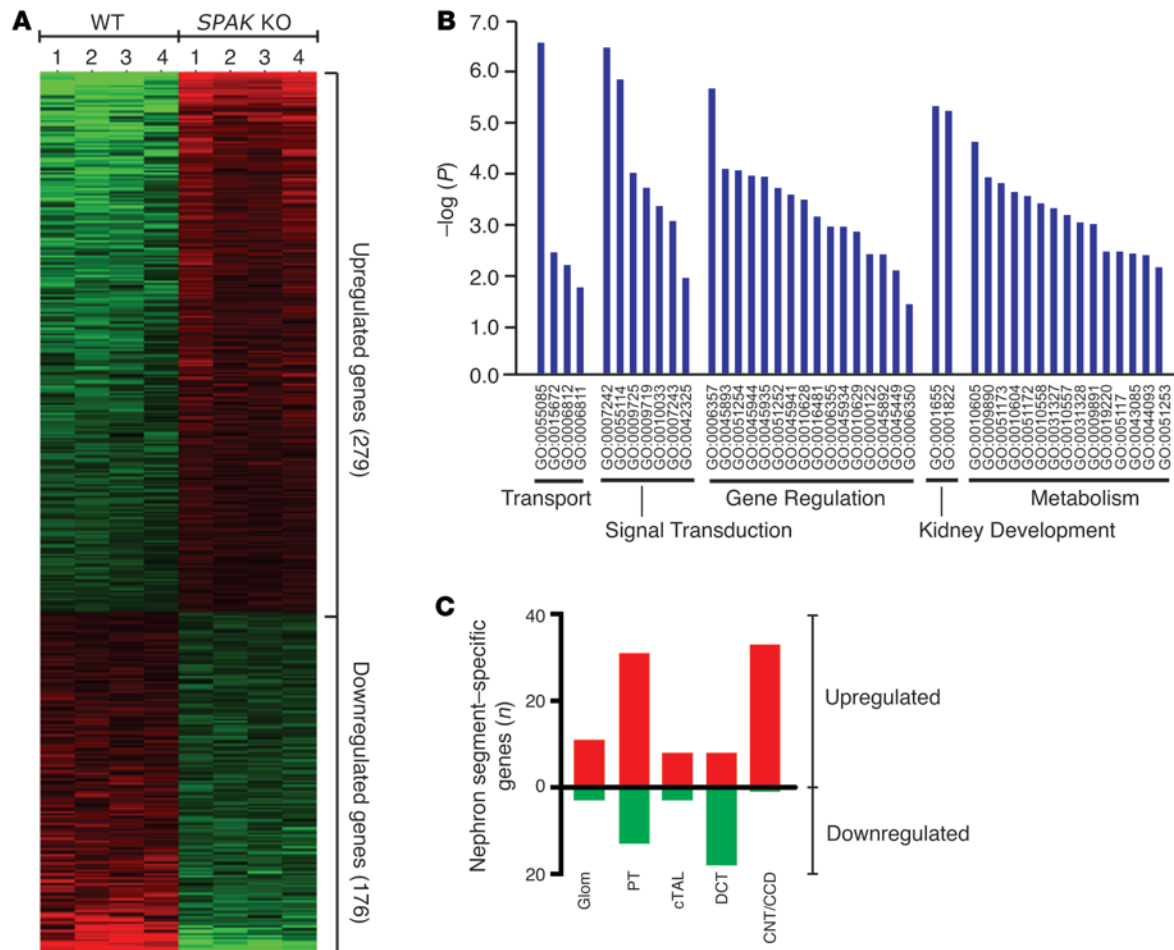 A
WT
SPAK KO
1 2 3 4 1 2 3 4
Upregulated genes (279)
Downregulated genes (176)
B
–log (P)
7.0
6.0
5.0
4.0
3.0
2.0
1.0
0.0
GO:0055085
GO:0015672
GO:0006812
GO:0006811
GO:0007242
GO:0055114
GO:0009725
GO:0009719
GO:0010033
GO:0007243
GO:0042325
GO:0006357
GO:0045893
GO:0051254
GO:0045944
GO:0045935
GO:0051252
GO:0045941
GO:0010628
GO:0016481
GO:0006355
GO:0045934
GO:0010629
GO:0000122
GO:0045892
GO:0045449
GO:0006350
GO:0001655
GO:0001822
GO:0010605
GO:0009890
GO:0051173
GO:0010604
GO:0051172
GO:0010558
GO:0031327
GO:0010557
GO:0031328
GO:0009891
GO:0019220
GO:005117
GO:0043085
GO:0044093
GO:0051253
Transport
Signal Transduction
Gene Regulation
Kidney Development
Metabolism
C
Nephron segment–specific
genes (n)
40
20
0
20
Glom
PT
cTAL
DCT
CNT/CCD
Upregulated
Downregulated